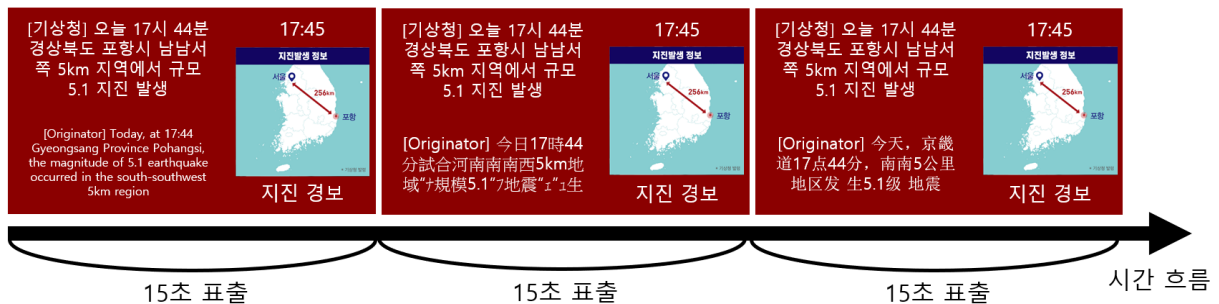 [기상청] 오늘 17시 44분
경상북도 포항시 남남서
쪽 5km 지역에서 규모
5.1 지진 발생
[Originator] Today, at 17:44
Gyeongsang Province Pohangsi,
the magnitude of 5.1 earthquake
occurred in the south-southwest
5km region
17:45
지진발생 정보
서울
256km
포항
지진 경보
[기상청] 오늘 17시 44분
경상북도 포항시 남남서
쪽 5km 지역에서 규모
5.1 지진 발생
[Originator] 今日17時44
分試合河南南南西5km地
域“ナ規模5.1”ﾌ地震“ｪ”ｭ生
17:45
지진발생 정보
서울
256km
포항
지진 경보
[기상청] 오늘 17시 44분
경상북도 포항시 남남서
쪽 5km 지역에서 규모
5.1 지진 발생
[Originator] 今天，京畿
道17点44分，南南5公里
地区发 生5.1级 地震
17:45
지진발생 정보
서울
256km
포항
지진 경보
15초 표출
15초 표출
15초 표출
시간 흐름